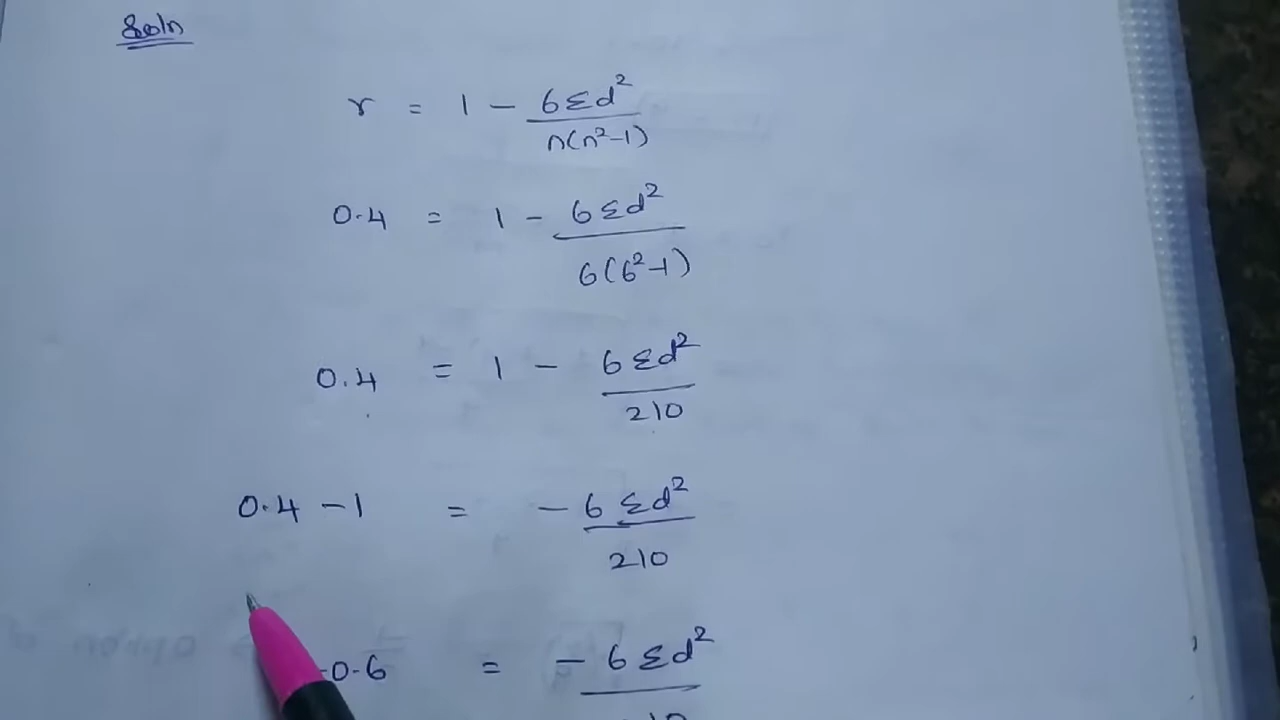 Soln
r = 1 - 6Σd²/n(n²-1)
0.4 = 1 - 6Σd²/6(6²-1)
0.4 = 1 - 6Σd²/210
0.4 - 1 = - 6Σd²/210
-0.6 = - 6Σd²/